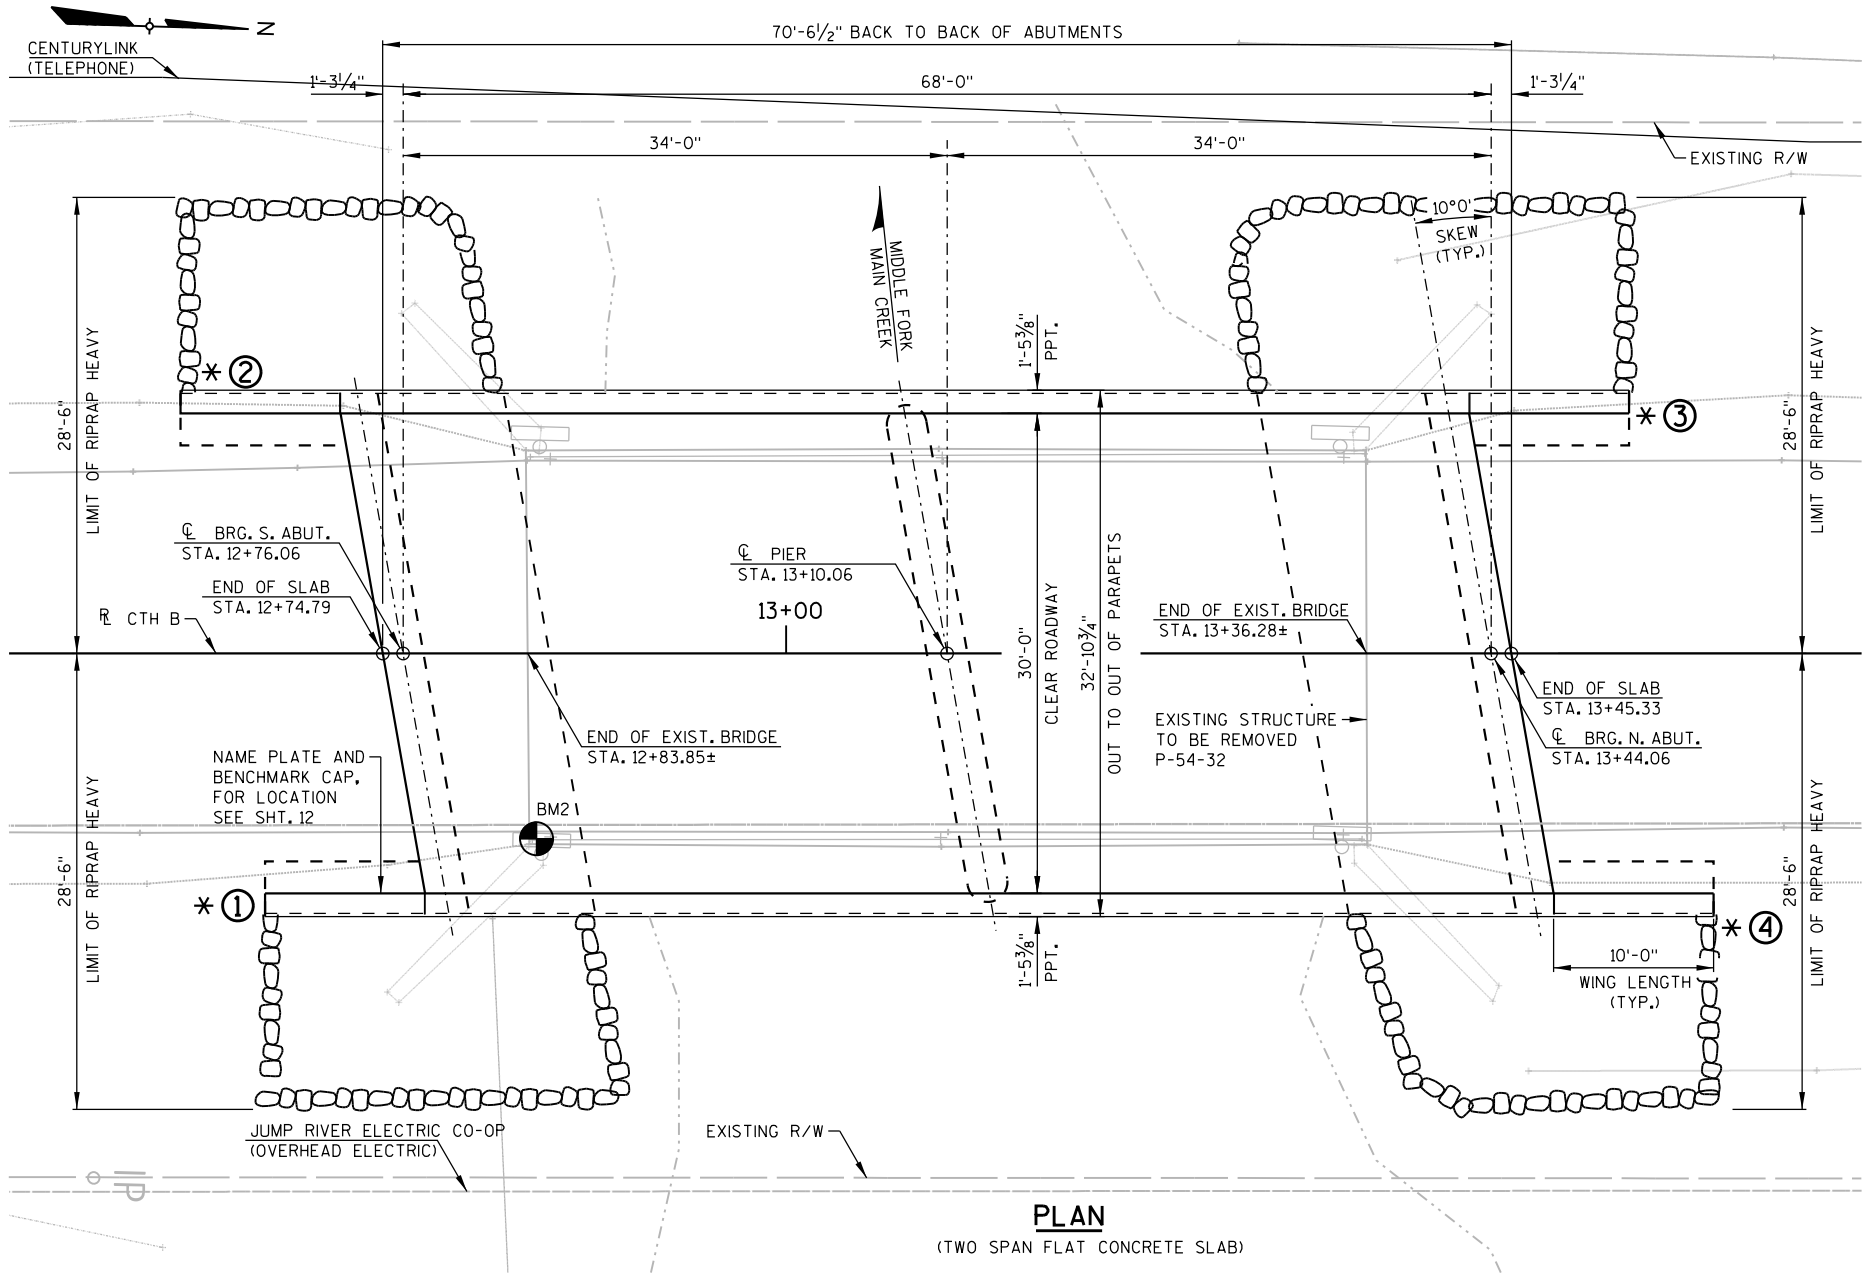 N
CENTURYLINK
(TELEPHONE)
70'-6½" BACK TO BACK OF ABUTMENTS
1'-3¼"
68'-0"
1'-3¼"
34'-0"
34'-0"
EXISTING R/W
10°0'
SKEW
(TYP.)
MIDDLE FORK
MAIN CREEK
1'-5⅜"
PPT.
28'-6"
LIMIT OF RIPRAP HEAVY
28'-6"
LIMIT OF RIPRAP HEAVY
* 2
* 3
℄ BRG. S. ABUT.
STA. 12+76.06
END OF SLAB
STA. 12+74.79
RL CTH B
℄ PIER
STA. 13+10.06
13+00
30'-0"
CLEAR ROADWAY
32'-10¾"
OUT TO OUT OF PARAPETS
END OF EXIST. BRIDGE
STA. 13+36.28±
END OF SLAB
STA. 13+45.33
℄ BRG. N. ABUT.
STA. 13+44.06
EXISTING STRUCTURE
TO BE REMOVED
P-54-32
END OF EXIST. BRIDGE
STA. 12+83.85±
NAME PLATE AND
BENCHMARK CAP,
FOR LOCATION
SEE SHT. 12
BM2
28'-6"
LIMIT OF RIPRAP HEAVY
28'-6"
LIMIT OF RIPRAP HEAVY
* 1
* 4
1'-5⅜"
PPT.
10'-0"
WING LENGTH
(TYP.)
JUMP RIVER ELECTRIC CO-OP
(OVERHEAD ELECTRIC)
EXISTING R/W
PLAN
(TWO SPAN FLAT CONCRETE SLAB)